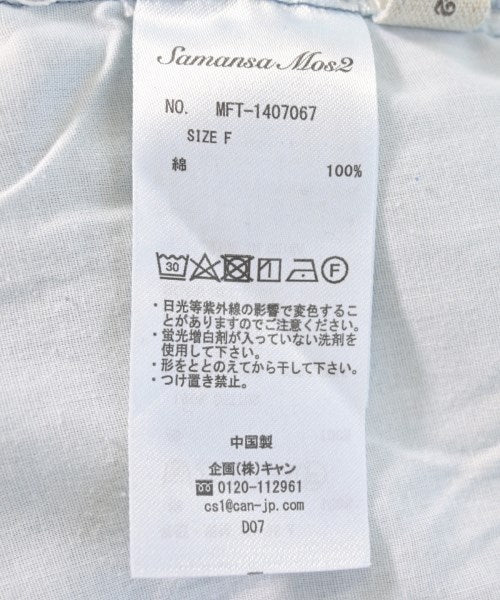 Samansa Mos2
NO. MFT-1407067
SIZE F
綿 100%
30 F
・日光等紫外線の影響で変色するこ
とがありますのでご注意ください。
・蛍光増白剤が入っていない洗剤を
使用して下さい。
・形をととのえてから干して下さい。
・つけ置き禁止。
中国製
企画(株)キャン
0120-112961
cs1@can-jp.com
D07